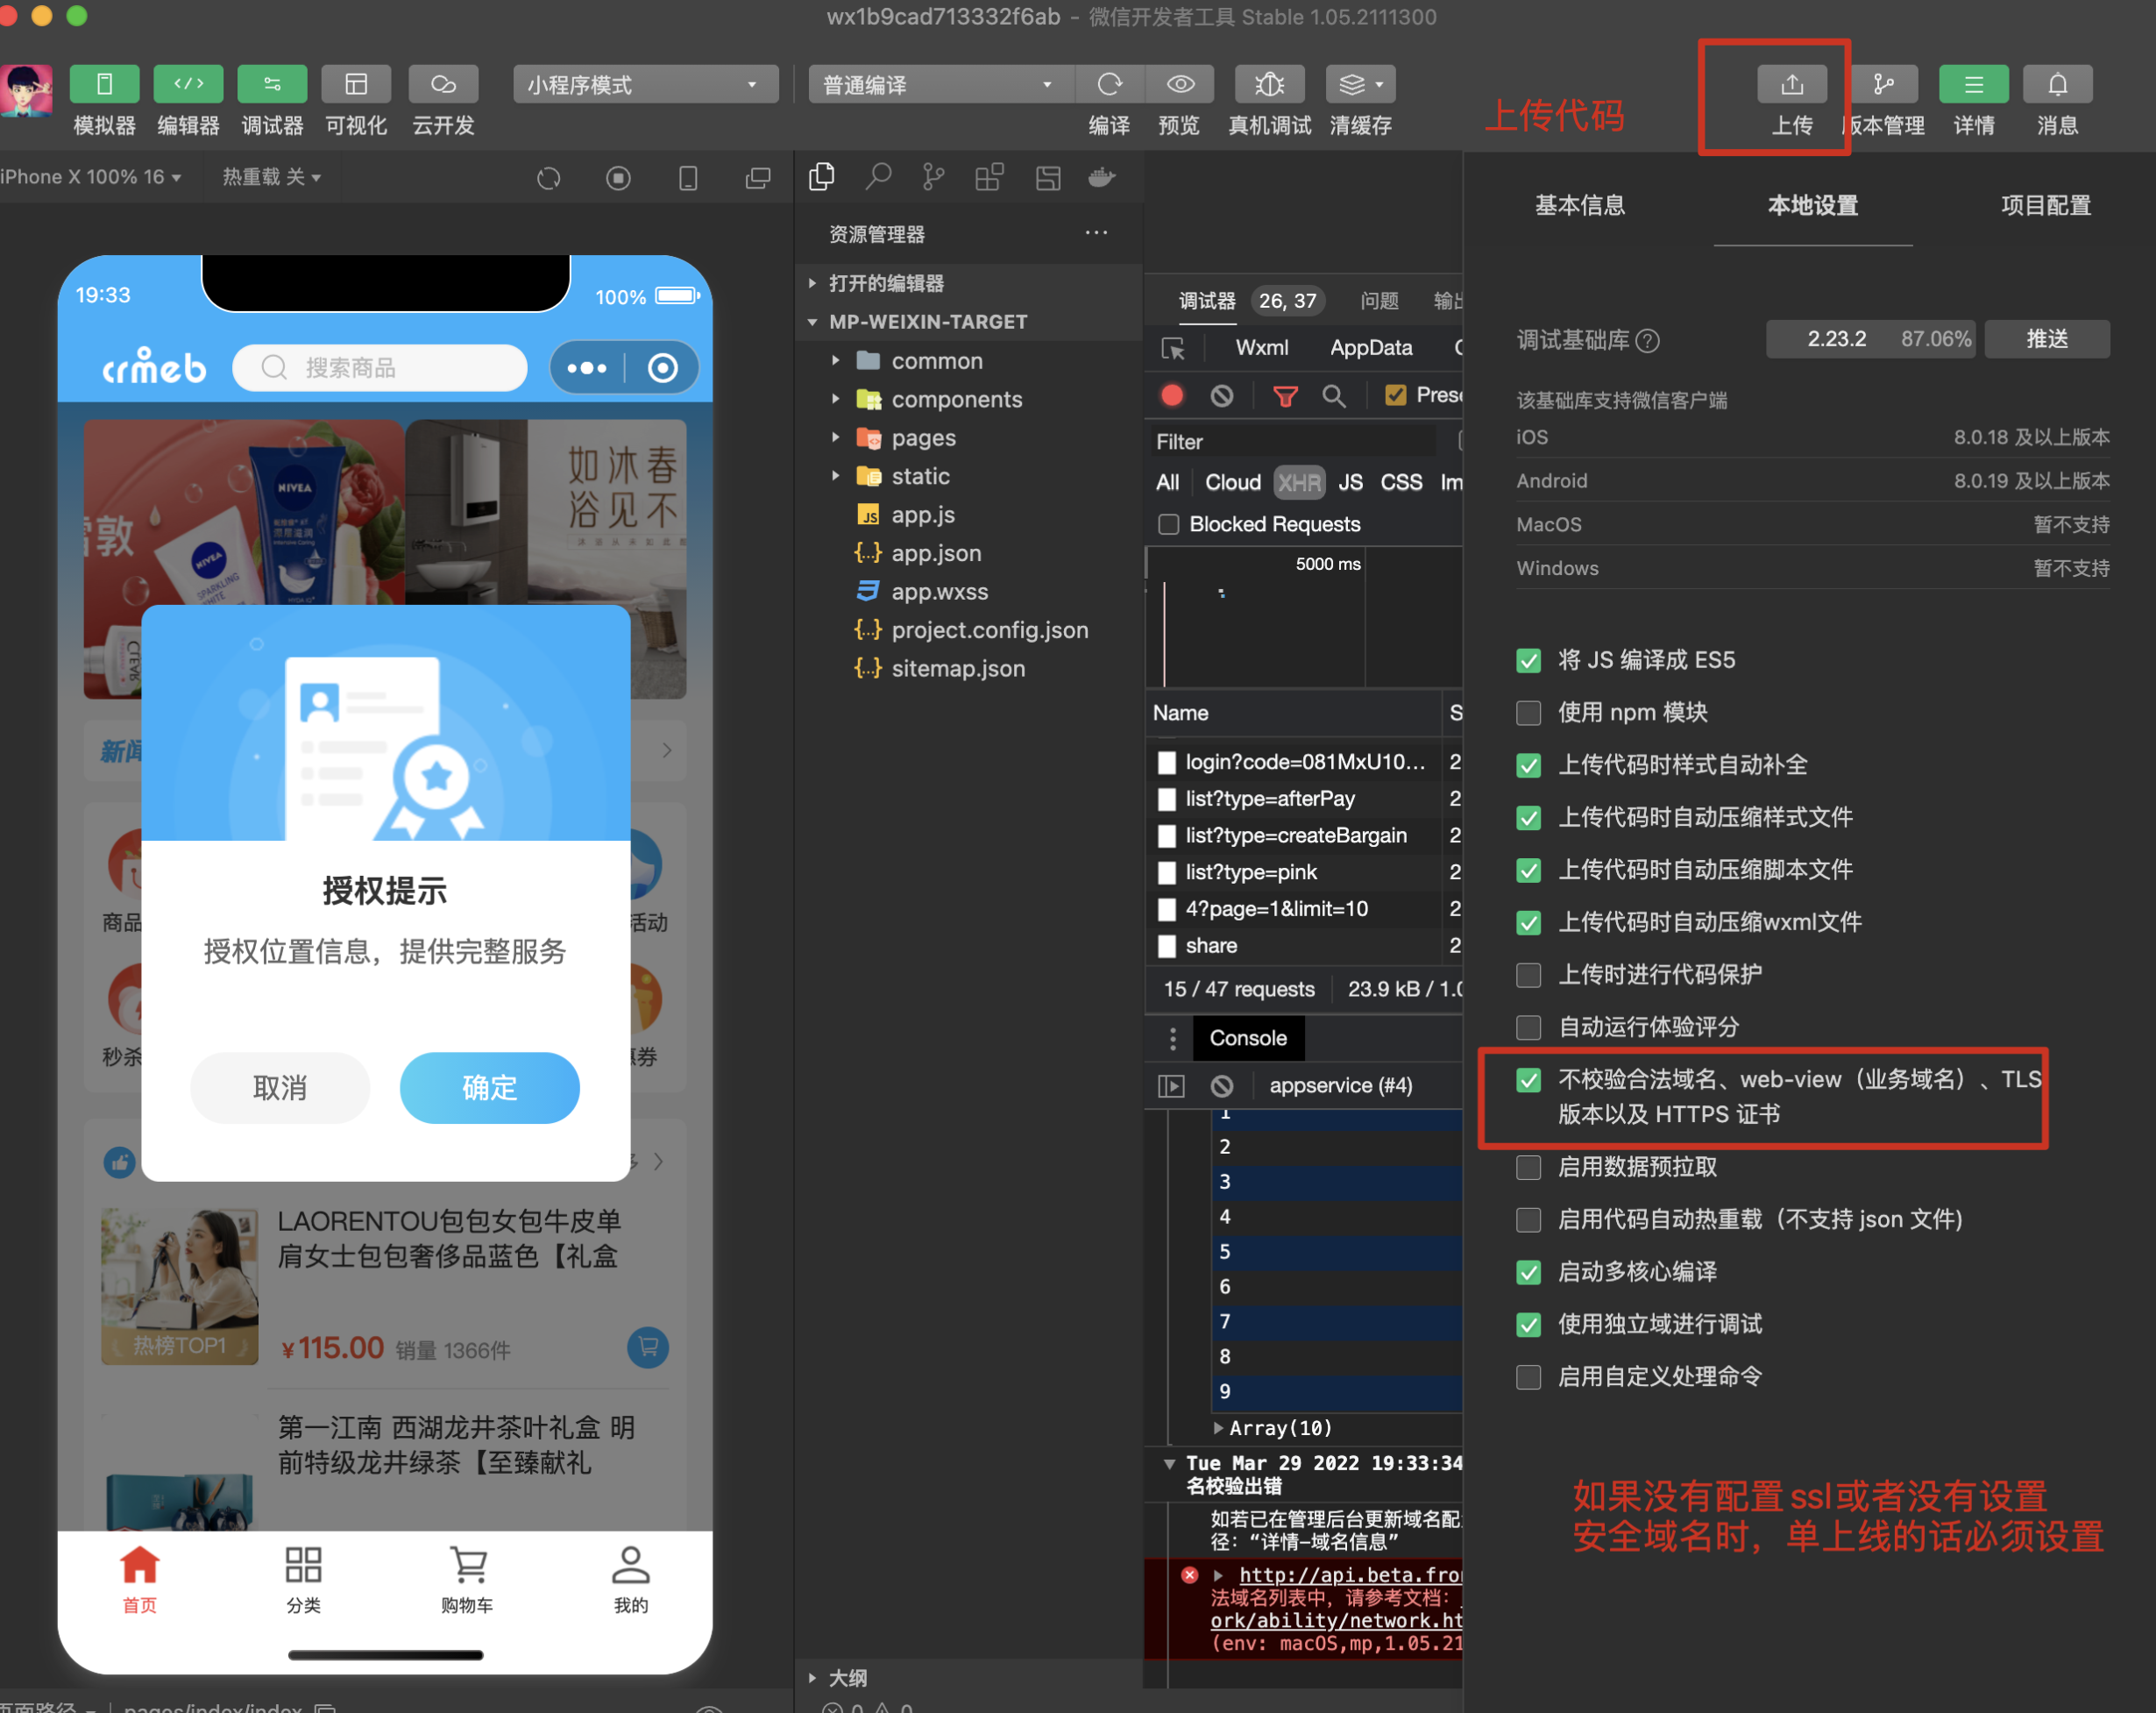 wx1b9cad713332f6ab - 微信开发者工具 Stable 1.05.2111300
模拟器 编辑器 调试器 可视化 云开发
小程序模式
普通编译
编译 预览 真机调试 清缓存
上传代码
上传 版本管理 详情 消息
iPhone X 100% 16
热重载 关
19:33
100%
crmeb
搜索商品
NIVEA
NIVEA
SPARKLING
WHITE
雪敦
如沐春
浴见不
新闻
商品
活动
秒杀
授权提示
授权位置信息，提供完整服务
取消
确定
LAORENTOU包包女包牛皮单
肩女士包包奢侈品蓝色【礼盒
热榜TOP1
¥115.00 销量 1366件
第一江南 西湖龙井茶叶礼盒 明
前特级龙井绿茶【至臻献礼
首页 分类 购物车 我的
页面路径
pages/index/index
资源管理器
打开的编辑器
MP-WEIXIN-TARGET
common
components
pages
static
JS app.js
{..} app.json
app.wxss
{..} project.config.json
{..} sitemap.json
大纲
0 0
调试器 26, 37 问题 输出
Wxml AppData
Filter
All Cloud XHR JS CSS Im
Blocked Requests
5000 ms
Name
login?code=081MxU10... 2
list?type=afterPay 2
list?type=createBargain 2
list?type=pink 2
4?page=1&limit=10 2
share 2
15 / 47 requests 23.9 kB / 1.0
Console
appservice (#4)
1
2
3
4
5
6
7
8
9
Array(10)
Tue Mar 29 2022 19:33:34
名校验出错
如若已在管理后台更新域名配
径：“详情-域名信息”
http://api.beta.fro
法域名列表中，请参考文档：
ork/ability/network.ht
(env: macOS,mp,1.05.21
基本信息 本地设置 项目配置
调试基础库 ? 2.23.2 87.06% 推送
该基础库支持微信客户端
iOS 8.0.18 及以上版本
Android 8.0.19 及以上版本
MacOS 暂不支持
Windows 暂不支持
将 JS 编译成 ES5
使用 npm 模块
上传代码时样式自动补全
上传代码时自动压缩样式文件
上传代码时自动压缩脚本文件
上传代码时自动压缩wxml文件
上传时进行代码保护
自动运行体验评分
不校验合法域名、web-view（业务域名）、TLS
版本以及 HTTPS 证书
启用数据预拉取
启用代码自动热重载（不支持 json 文件)
启动多核心编译
使用独立域进行调试
启用自定义处理命令
如果没有配置ssl或者没有设置
安全域名时，单上线的话必须设置